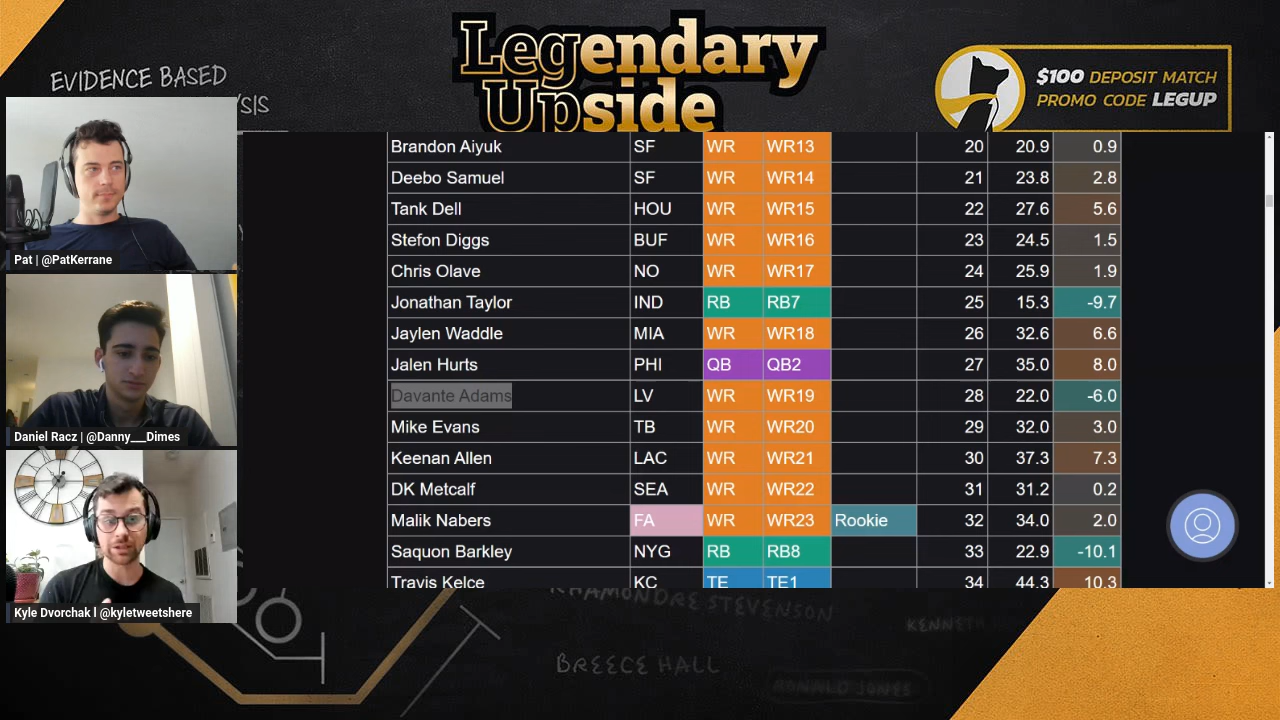 Legendary
Upside
EVIDENCE BASED
$100 DEPOSIT MATCH
PROMO CODE LEGUP
Brandon Aiyuk SF WR WR13 20 20.9 0.9
Deebo Samuel SF WR WR14 21 23.8 2.8
Tank Dell HOU WR WR15 22 27.6 5.6
Stefon Diggs BUF WR WR16 23 24.5 1.5
Chris Olave NO WR WR17 24 25.9 1.9
Jonathan Taylor IND RB RB7 25 15.3 -9.7
Jaylen Waddle MIA WR WR18 26 32.6 6.6
Jalen Hurts PHI QB QB2 27 35.0 8.0
Davante Adams LV WR WR19 28 22.0 -6.0
Mike Evans TB WR WR20 29 32.0 3.0
Keenan Allen LAC WR WR21 30 37.3 7.3
DK Metcalf SEA WR WR22 31 31.2 0.2
Malik Nabers FA WR WR23 Rookie 32 34.0 2.0
Saquon Barkley NYG RB RB8 33 22.9 -10.1
Travis Kelce KC TE TE1 34 44.3 10.3
Pat | @PatKerrane
Daniel Racz | @Danny___Dimes
Kyle Dvorchak l @kyletweetshere
RHAMONDRE STEVENSON
KENNETH
BREECE HALL
RONALD JONES